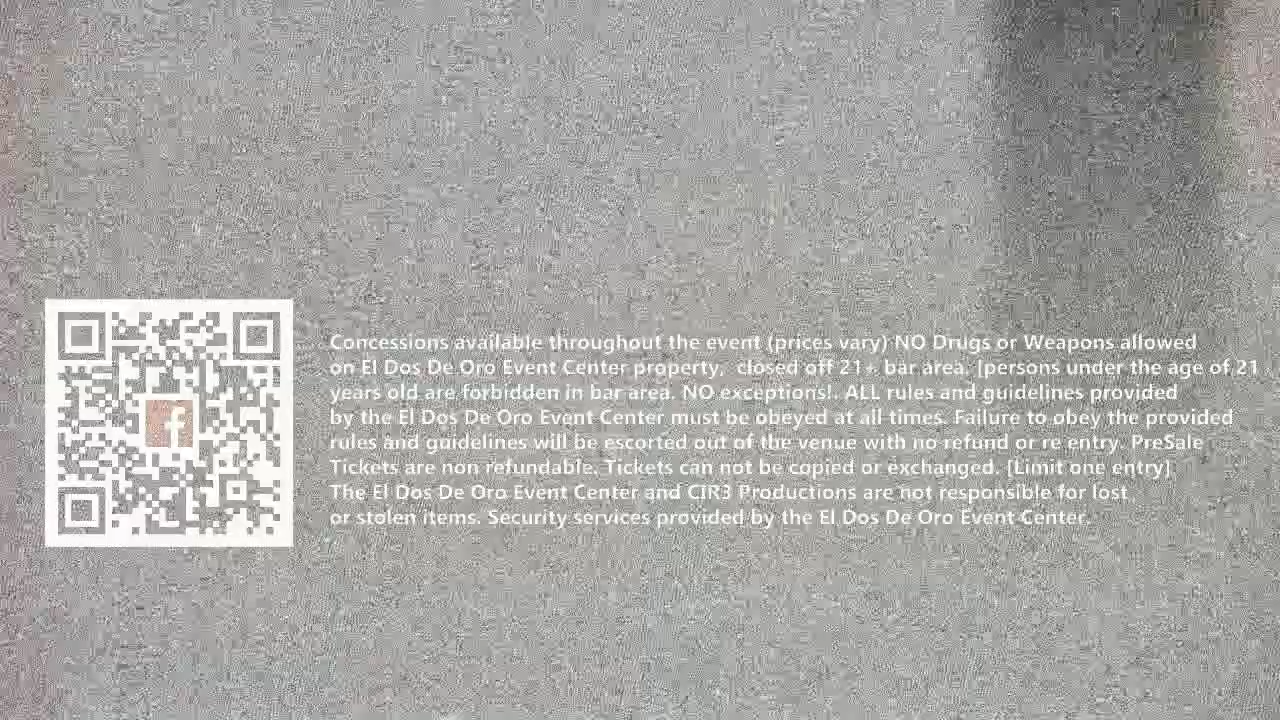 Concessions available throughout the event (prices vary) NO Drugs or Weapons allowed
on El Dos De Oro Event Center property, closed off 21+ bar area. [persons under the age of 21
years old are forbidden in bar area. NO exceptions!. ALL rules and guidelines provided
by the El Dos De Oro Event Center must be obeyed at all times. Failure to obey the provided
rules and guidelines will be escorted out of the venue with no refund or re entry. PreSale
Tickets are non refundable. Tickets can not be copied or exchanged. [Limit one entry]
The El Dos De Oro Event Center and CIR3 Productions are not responsible for lost
or stolen items. Security services provided by the El Dos De Oro Event Center.